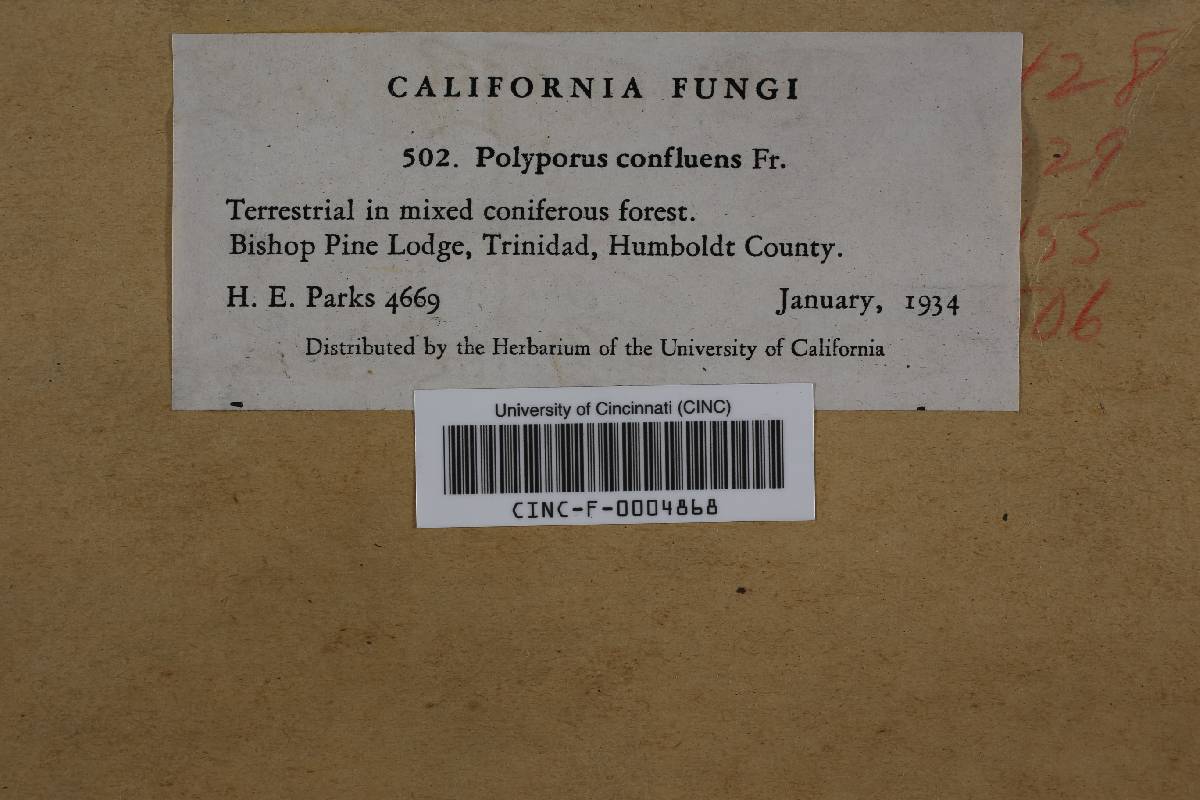 CALIFORNIA FUNGI
502. Polyporus confluens Fr.
Terrestrial in mixed coniferous forest.
Bishop Pine Lodge, Trinidad, Humboldt County.
H. E. Parks 4669 January, 1934
Distributed by the Herbarium of the University of California
University of Cincinnati (CINC)
CINC-F-0004868